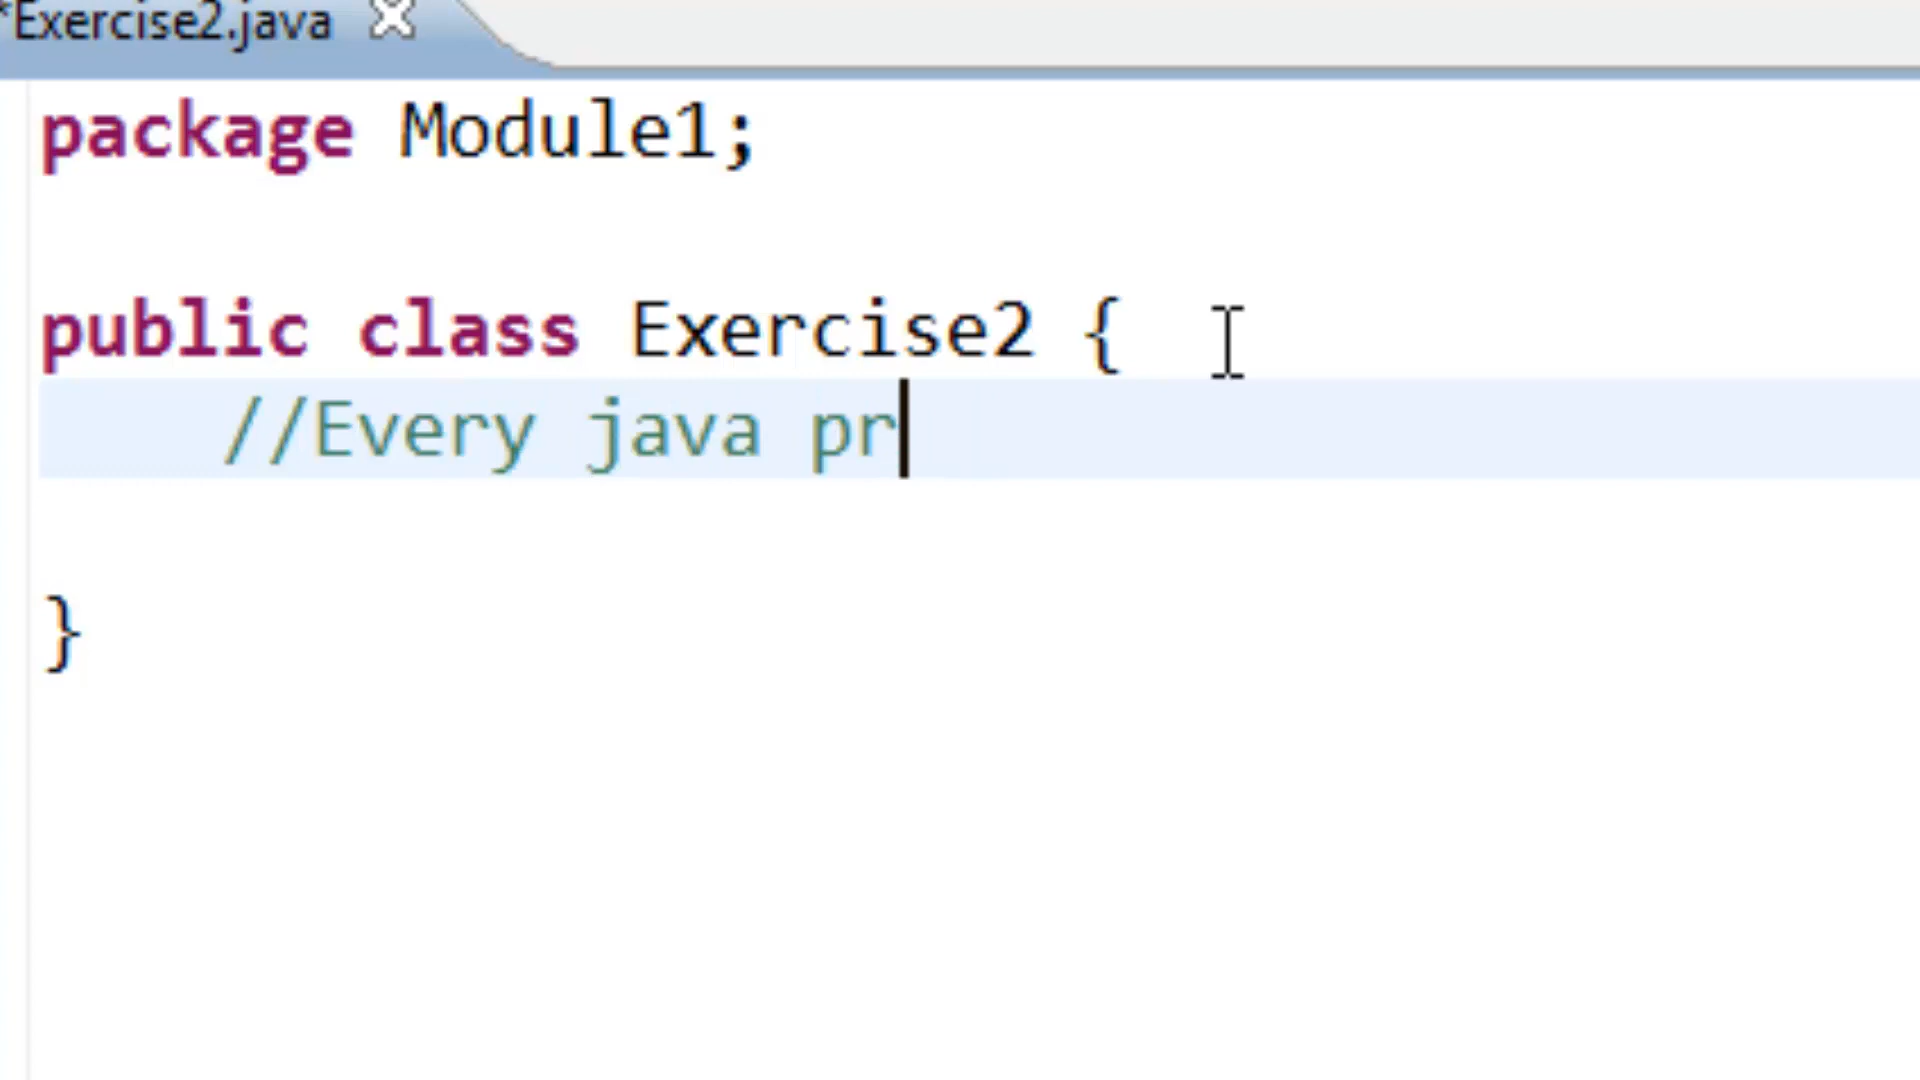 *Exercise2.java
package Module1;
public class Exercise2 {
//Every java pr
}